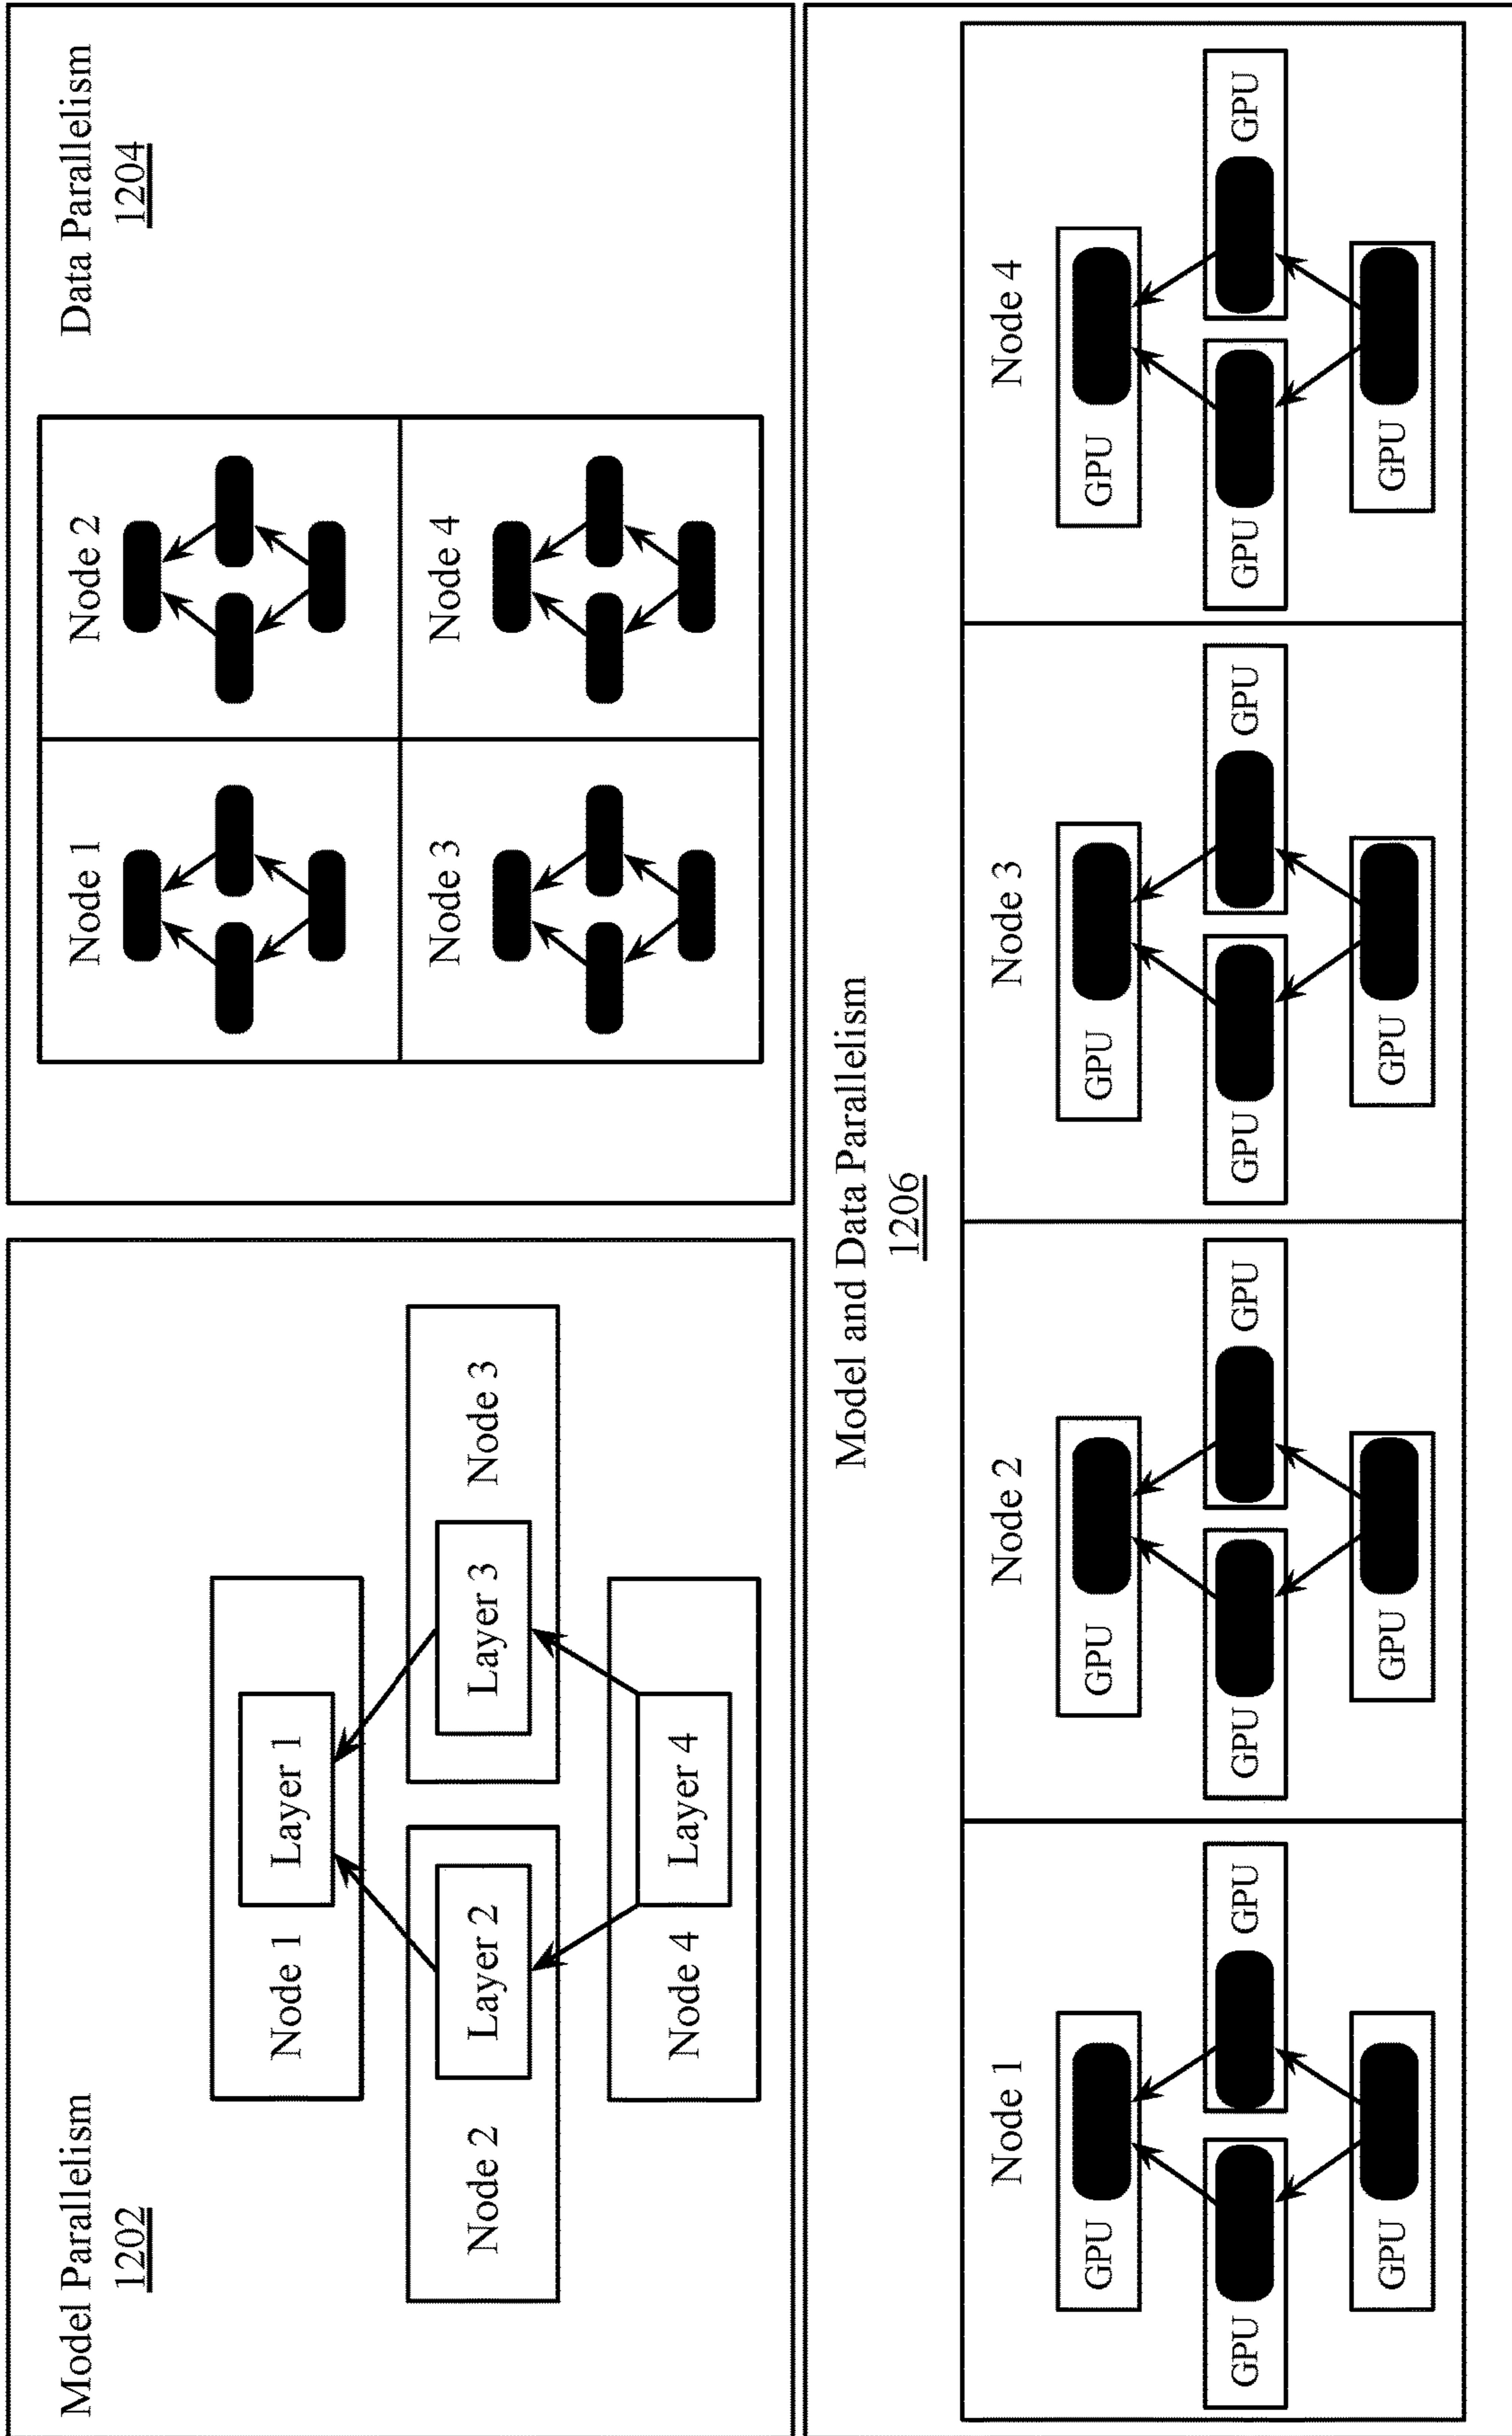 Model Parallelism
1202
Node 1
Layer 1
Node 2
Layer 2
Layer 3
Node 3
Node 4
Layer 4
Data Parallelism
1204
Node 1
Node 2
Node 3
Node 4
Model and Data Parallelism
1206
Node 1
GPU
GPU
GPU
GPU
Node 2
GPU
GPU
GPU
GPU
Node 3
GPU
GPU
GPU
GPU
Node 4
GPU
GPU
GPU
GPU